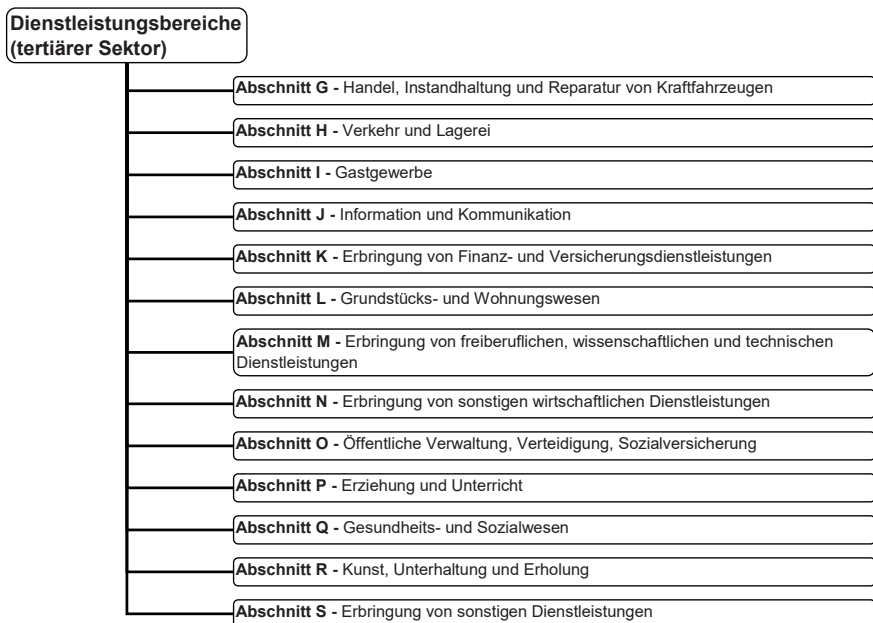 Dienstleistungsbereiche
(tertiärer Sektor)
Abschnitt G - Handel, Instandhaltung und Reparatur von Kraftfahrzeugen
Abschnitt H - Verkehr und Lagerei
Abschnitt I - Gastgewerbe
Abschnitt J - Information und Kommunikation
Abschnitt K - Erbringung von Finanz- und Versicherungsdienstleistungen
Abschnitt L - Grundstücks- und Wohnungswesen
Abschnitt M - Erbringung von freiberuflichen, wissenschaftlichen und technischen
Dienstleistungen
Abschnitt N - Erbringung von sonstigen wirtschaftlichen Dienstleistungen
Abschnitt O - Öffentliche Verwaltung, Verteidigung, Sozialversicherung
Abschnitt P - Erziehung und Unterricht
Abschnitt Q - Gesundheits- und Sozialwesen
Abschnitt R - Kunst, Unterhaltung und Erholung
Abschnitt S - Erbringung von sonstigen Dienstleistungen